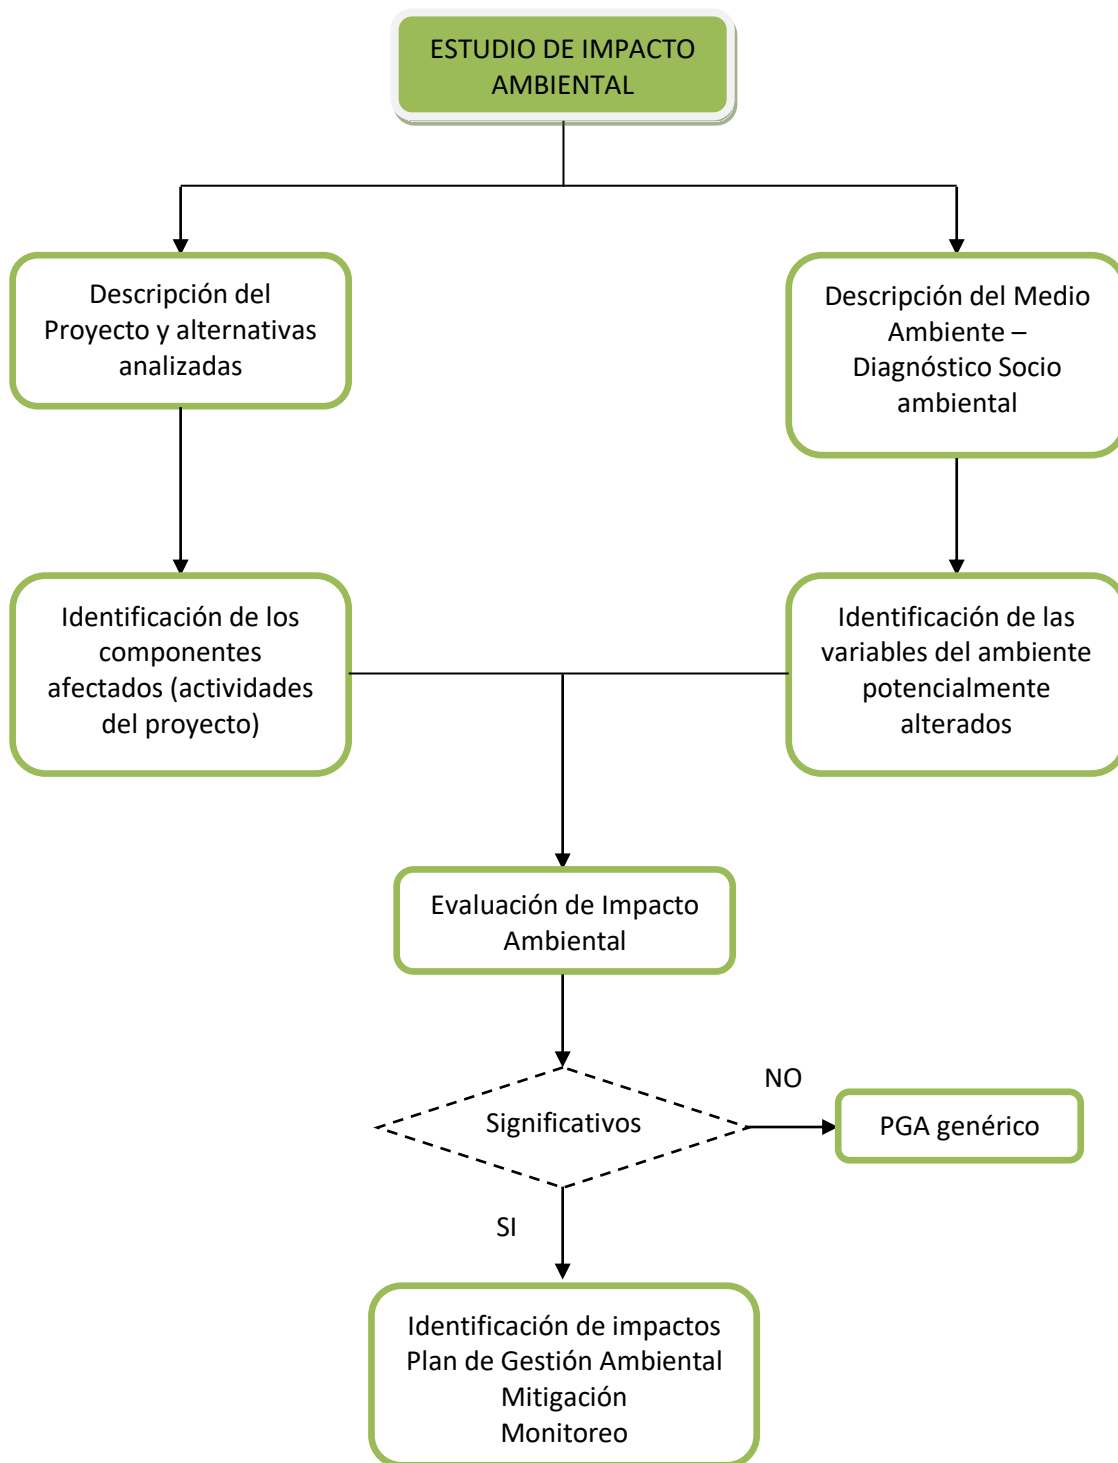 ESTUDIO DE IMPACTO
AMBIENTAL
Descripción del
Proyecto y alternativas
analizadas
Descripción del Medio
Ambiente –
Diagnóstico Socio
ambiental
Identificación de los
componentes
afectados (actividades
del proyecto)
Identificación de las
variables del ambiente
potencialmente
alterados
Evaluación de Impacto
Ambiental
Significativos
NO
PGA genérico
SI
Identificación de impactos
Plan de Gestión Ambiental
Mitigación
Monitoreo